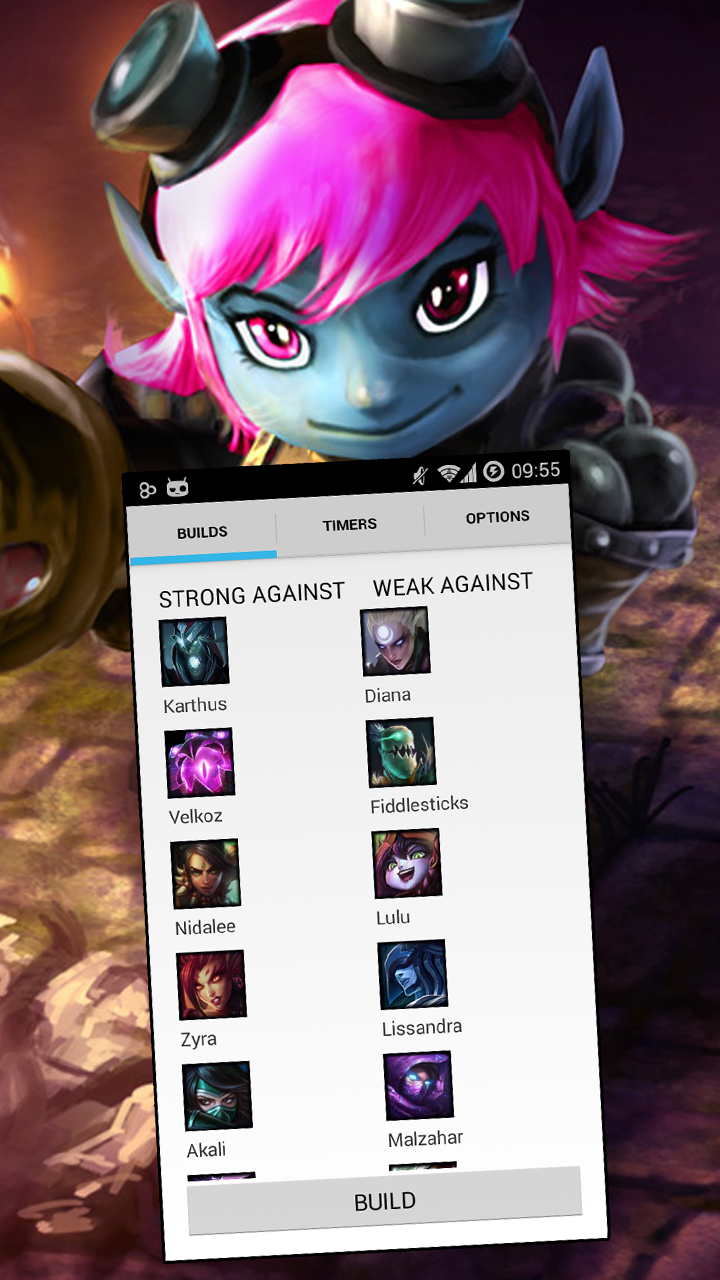 09:55
BUILDS TIMERS OPTIONS
STRONG AGAINST WEAK AGAINST
Karthus Diana
Velkoz Fiddlesticks
Nidalee Lulu
Zyra Lissandra
Akali Malzahar
BUILD